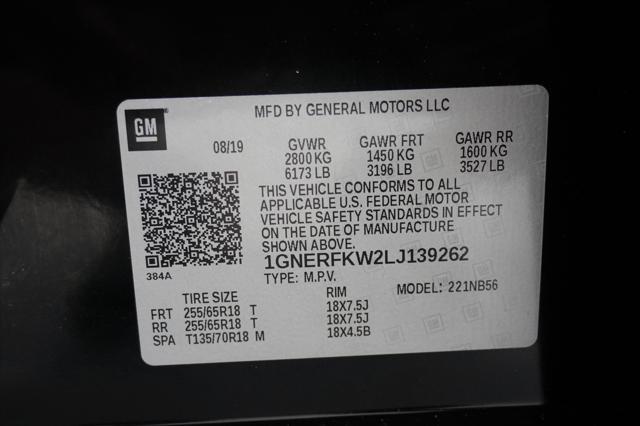 MFD BY GENERAL MOTORS LLC
GM
08/19 GVWR GAWR FRT GAWR RR
2800 KG 1450 KG 1600 KG
6173 LB 3196 LB 3527 LB
THIS VEHICLE CONFORMS TO ALL
APPLICABLE U.S. FEDERAL MOTOR
VEHICLE SAFETY STANDARDS IN EFFECT
ON THE DATE OF MANUFACTURE
SHOWN ABOVE.
1GNERFKW2LJ139262
384A
TYPE: M.P.V. MODEL: 221NB56
TIRE SIZE RIM
FRT 255/65R18 T 18X7.5J
RR 255/65R18 T 18X7.5J
SPA T135/70R18 M 18X4.5B